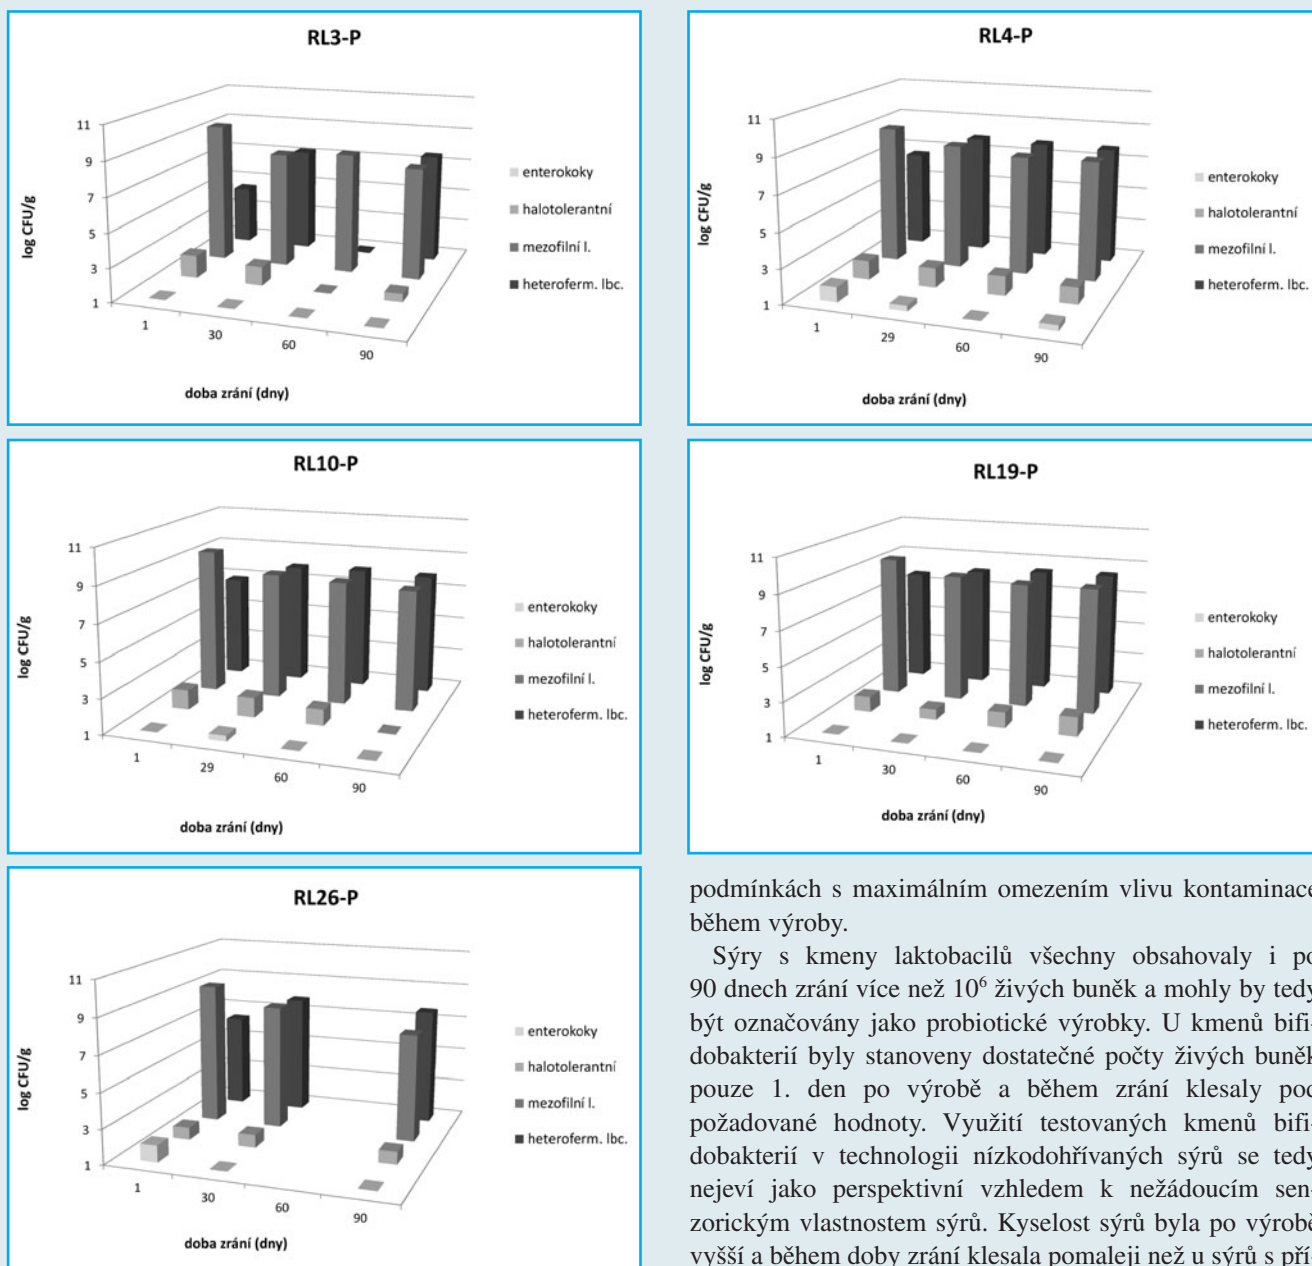 RL3-P
11
9
7
5
3
1
log CFU/g
1
30
60
90
doba zrání (dny)
enterokoky
halotolerantní
mezofilní l.
heteroferm. lbc.
RL4-P
11
9
7
5
3
1
log CFU/g
1
29
60
90
doba zrání (dny)
enterokoky
halotolerantní
mezofilní l.
heteroferm. lbc.
RL10-P
11
9
7
5
3
1
log CFU/g
1
29
60
90
doba zrání (dny)
enterokoky
halotolerantní
mezofilní l.
heteroferm. lbc.
RL19-P
11
9
7
5
3
1
log CFU/g
1
30
60
90
doba zrání (dny)
enterokoky
halotolerantní
mezofilní l.
heteroferm. lbc.
RL26-P
11
9
7
5
3
1
log CFU/g
1
30
60
90
doba zrání (dny)
enterokoky
halotolerantní
mezofilní l.
heteroferm. lbc.
podmínkách s maximálním omezením vlivu kontaminace
během výroby.
Sýry s kmeny laktobacilů všechny obsahovaly i po
90 dnech zrání více než 10⁶ živých buněk a mohly by tedy
být označovány jako probiotické výrobky. U kmenů bifi-
dobakterií byly stanoveny dostatečné počty živých buněk
pouze 1. den po výrobě a během zrání klesaly pod
požadované hodnoty. Využití testovaných kmenů bifi-
dobakterií v technologii nízkodohřívaných sýrů se tedy
nejeví jako perspektivní vzhledem k nežádoucím sen-
zorickým vlastnostem sýrů. Kyselost sýrů byla po výrobě
vyšší a během doby zrání klesala pomaleji než u sýrů s pří-